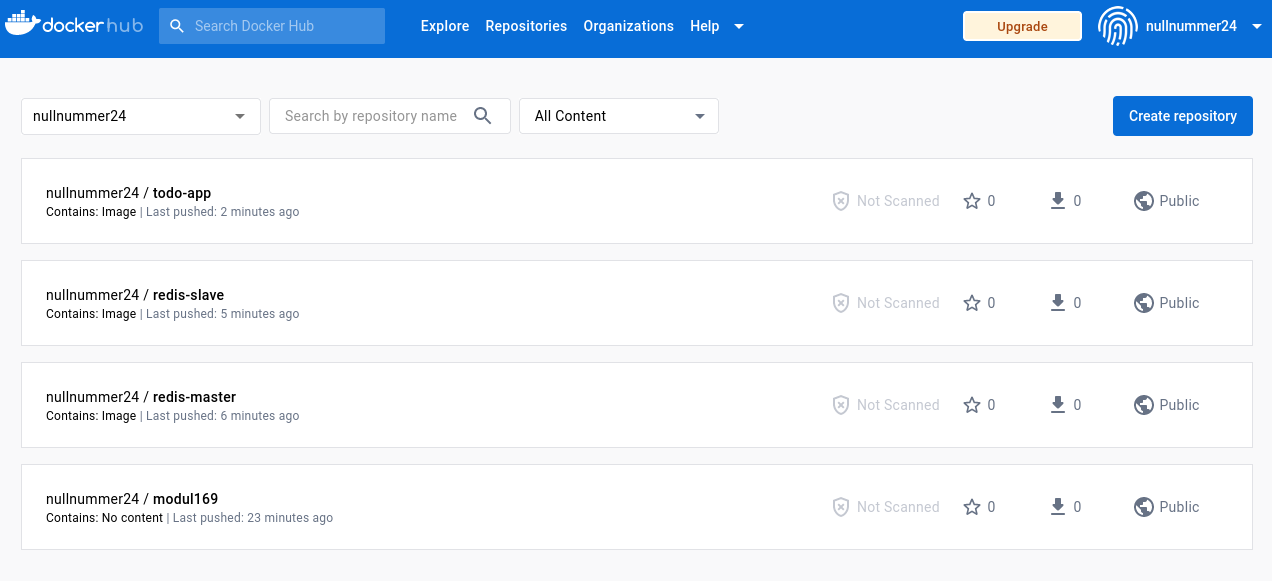 dockerhub Search Docker Hub Explore Repositories Organizations Help Upgrade nullnummer24
nullnummer24 Search by repository name All Content Create repository
nullnummer24 / todo-app
Contains: Image | Last pushed: 2 minutes ago
Not Scanned 0 0 Public
nullnummer24 / redis-slave
Contains: Image | Last pushed: 5 minutes ago
Not Scanned 0 0 Public
nullnummer24 / redis-master
Contains: Image | Last pushed: 6 minutes ago
Not Scanned 0 0 Public
nullnummer24 / modul169
Contains: No content | Last pushed: 23 minutes ago
Not Scanned 0 0 Public